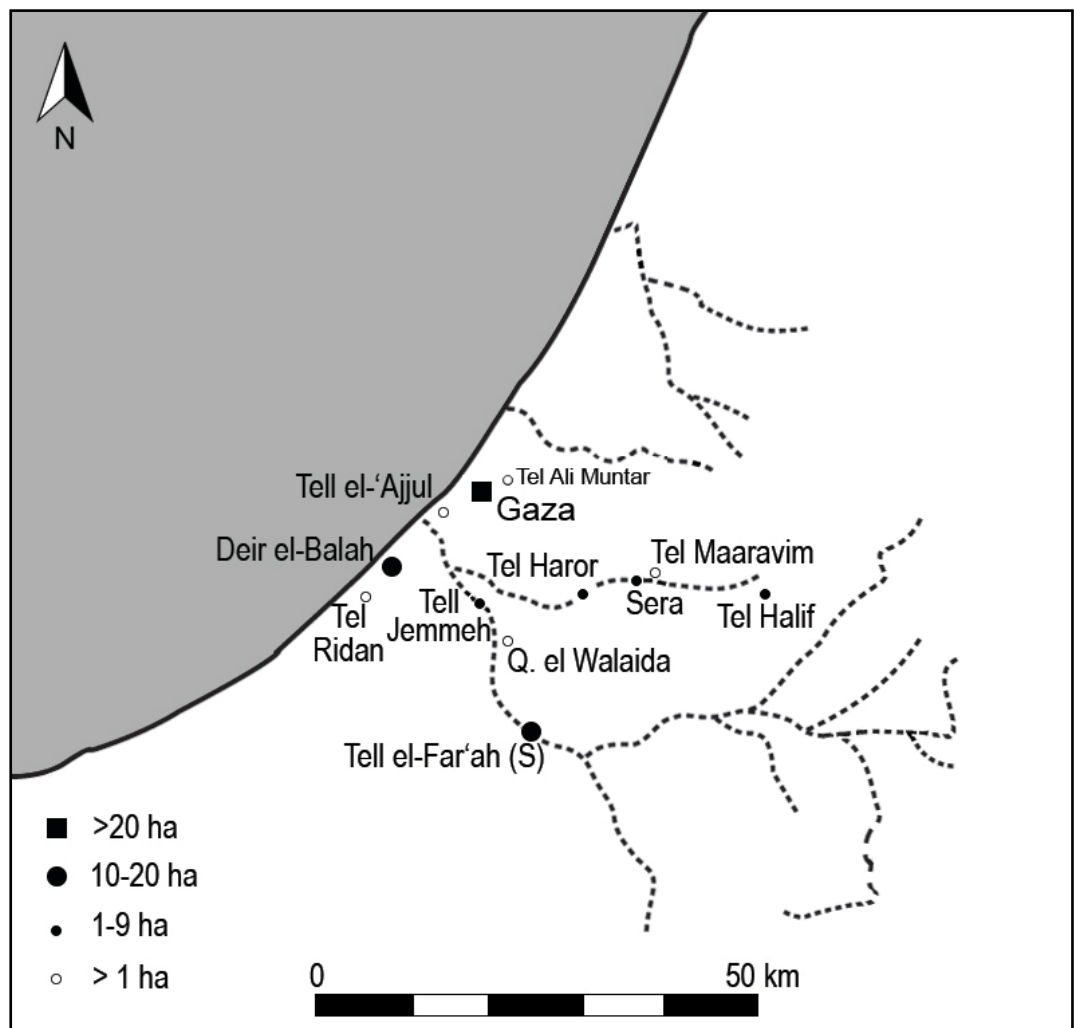 N
Tel Ali Muntar
Tell el-‘Ajjul
Gaza
Deir el-Balah
Tel Maaravim
Tel Haror
Tell
Jemmeh
Sera
Tel Halif
Tel
Ridan
Q. el Walaida
Tell el-Far‘ah (S)
>20 ha
10-20 ha
1-9 ha
> 1 ha
0 50 km